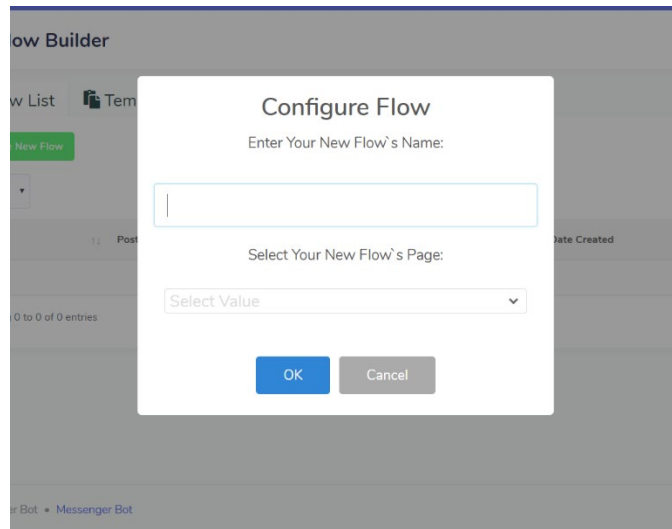 ow Builder
w List
Tem
New Flow
Post
Date Created
0 to 0 of 0 entries
Configure Flow
Enter Your New Flow`s Name:
Select Your New Flow`s Page:
Select Value
OK
Cancel
er Bot • Messenger Bot